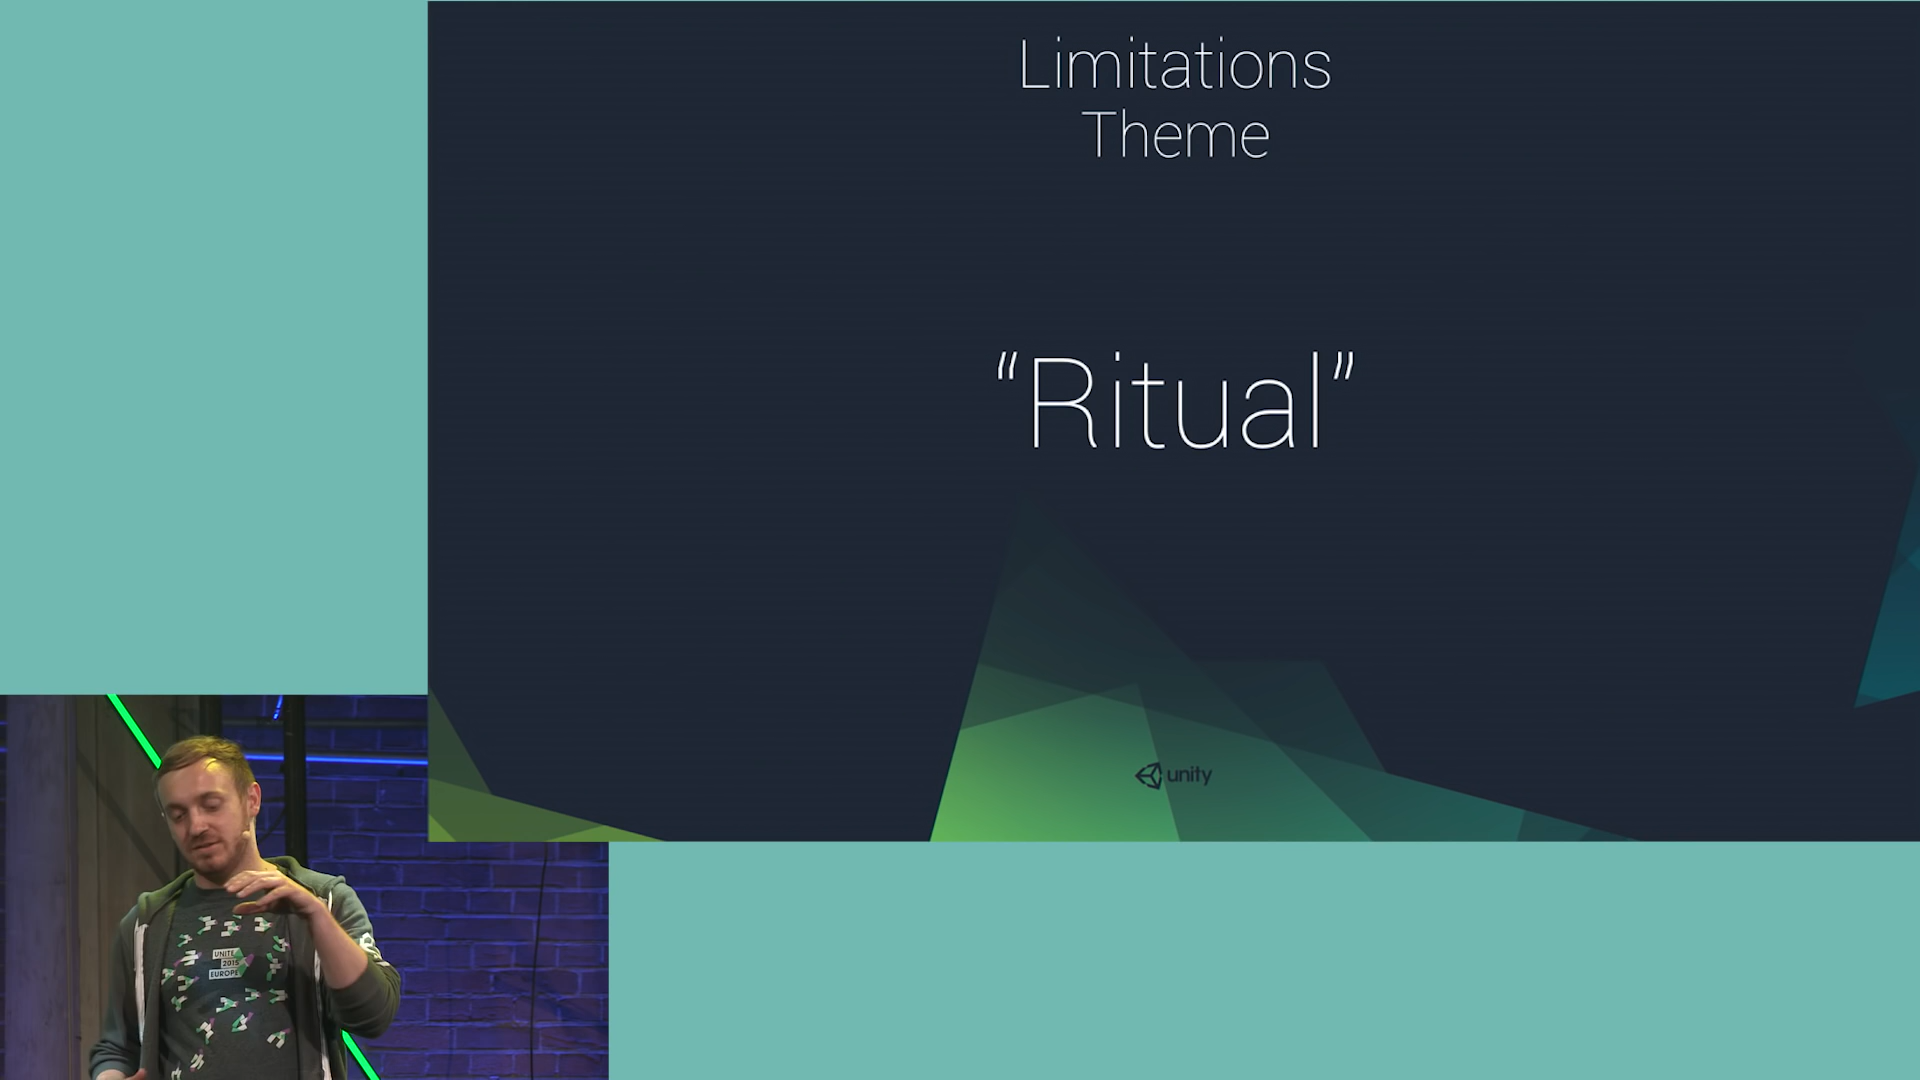 Limitations
Theme
“Ritual”
unity
UNITE
2015
EUROPE